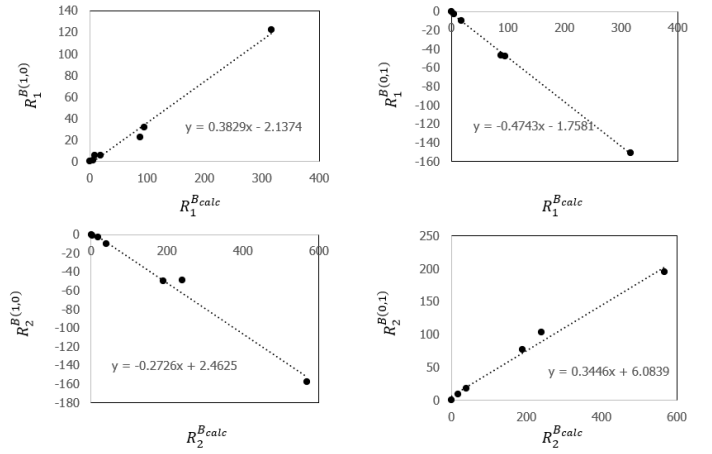 140
120
100
80
60
40
20
0
0 100 200 300 400
y = 0.3829x - 2.1374
R_1^{B(1,0)}
R_1^{B_{calc}}
0
-20
-40
-60
-80
-100
-120
-140
-160
0 100 200 300 400
y = -0.4743x - 1.7581
R_1^{B(0,1)}
R_1^{B_{calc}}
0
-20
-40
-60
-80
-100
-120
-140
-160
-180
0 200 400 600
y = -0.2726x + 2.4625
R_2^{B(1,0)}
R_2^{B_{calc}}
250
200
150
100
50
0
0 200 400 600
y = 0.3446x + 6.0839
R_2^{B(0,1)}
R_2^{B_{calc}}